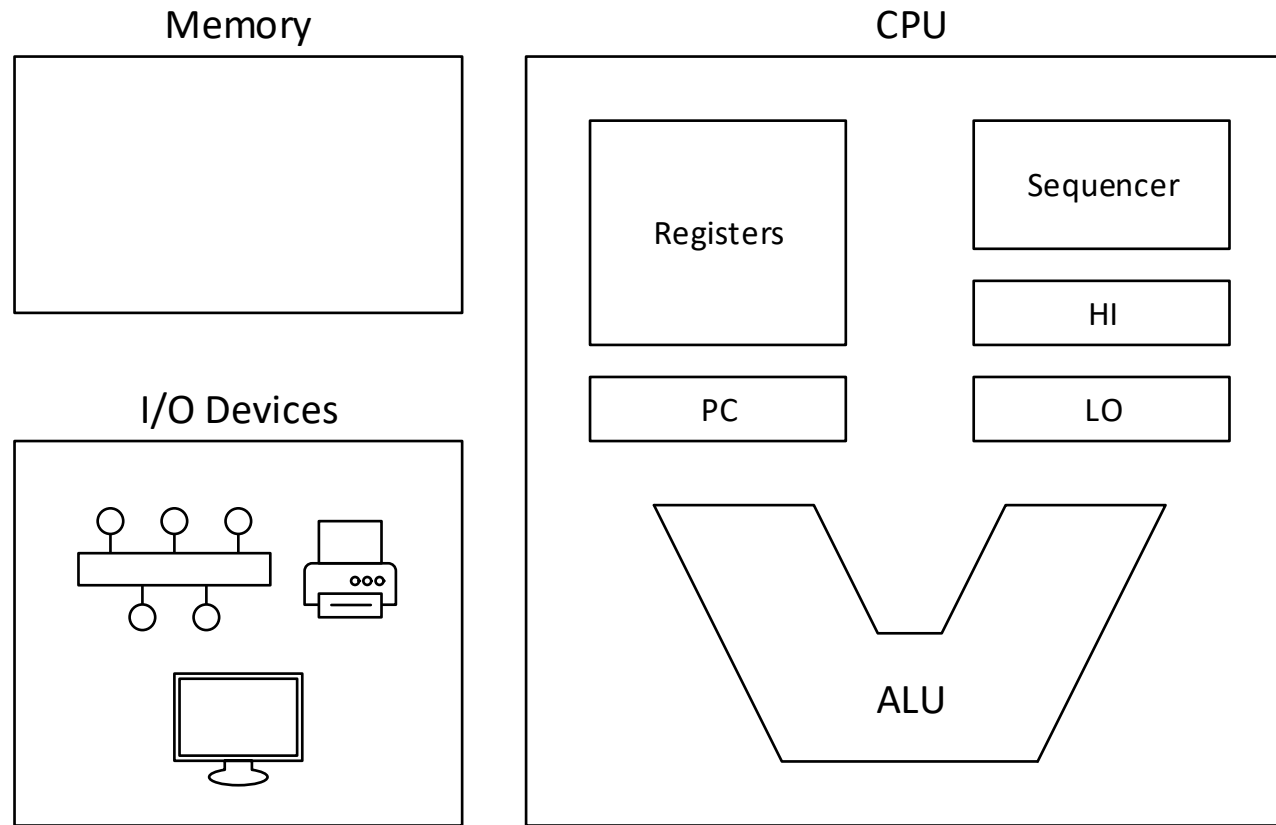 Memory
CPU
Registers
Sequencer
HI
PC
LO
I/O Devices
ALU